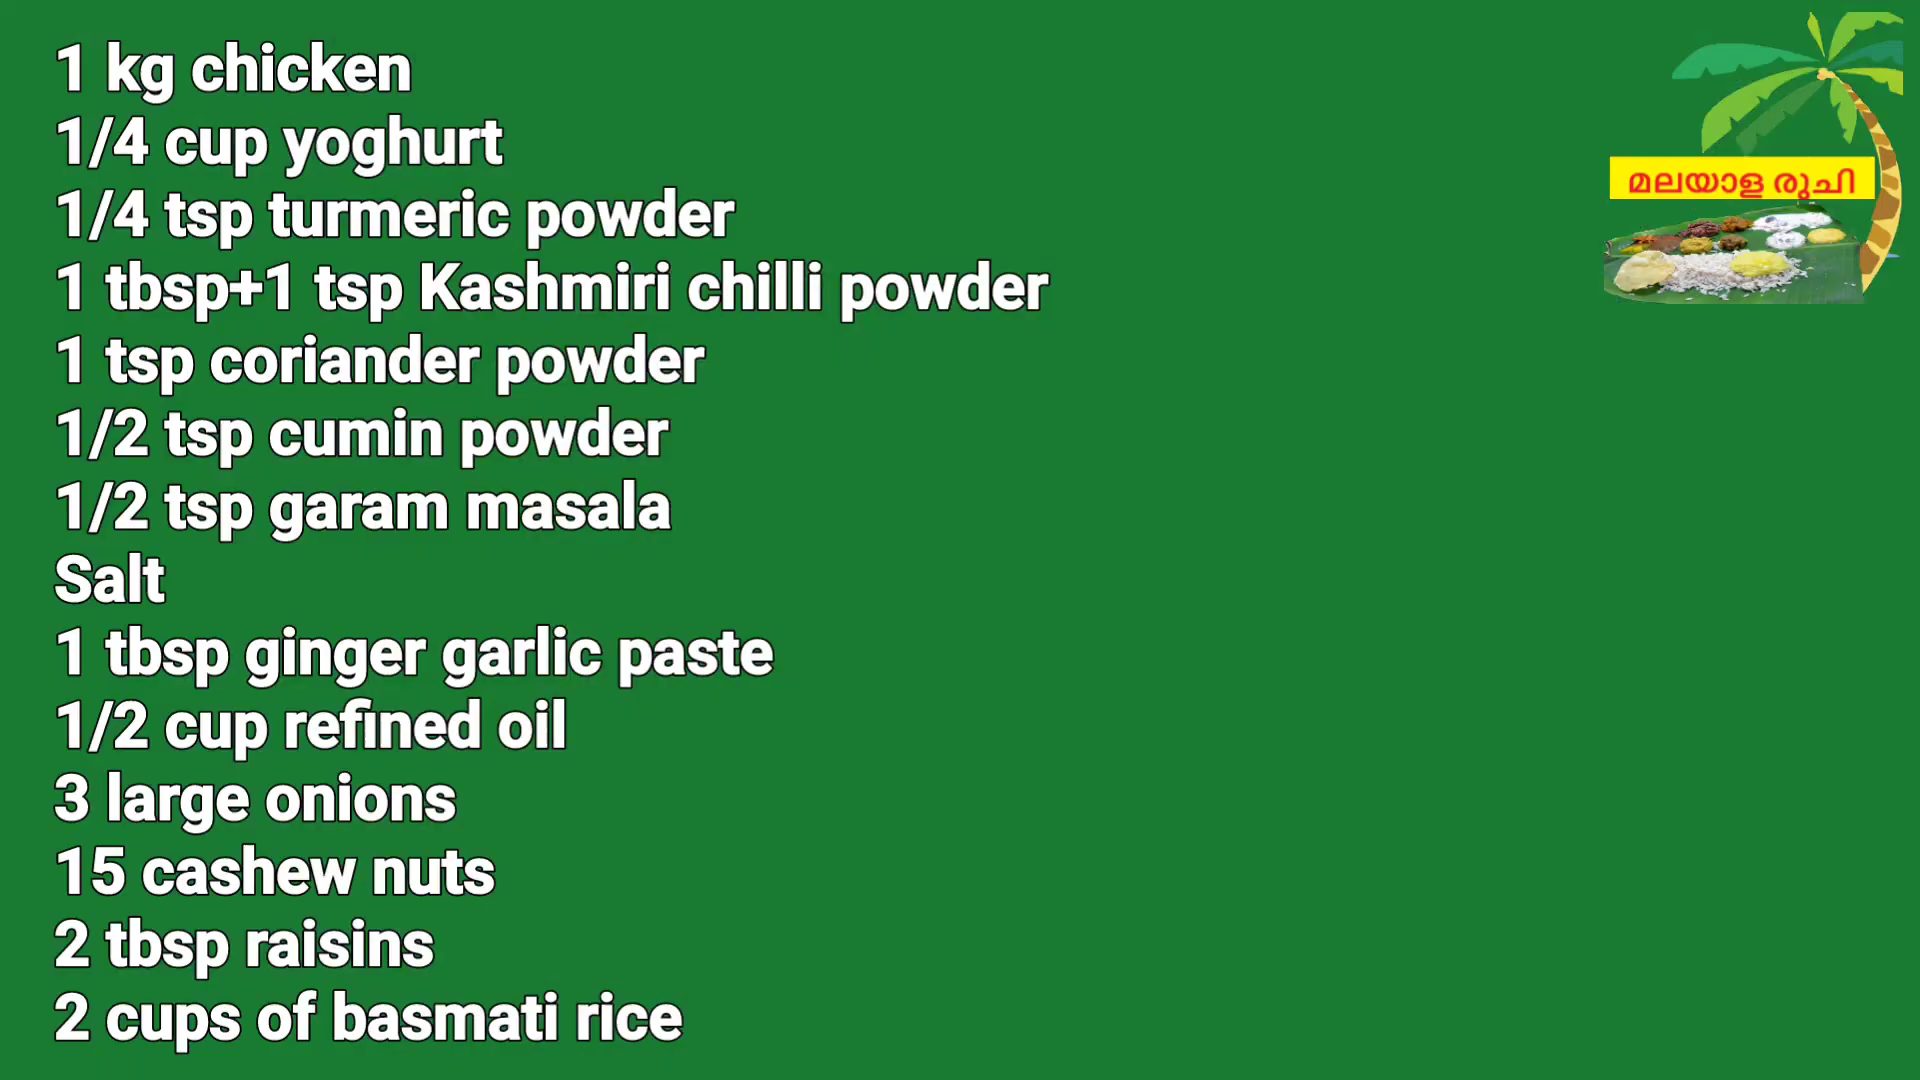 1 kg chicken
1/4 cup yoghurt
1/4 tsp turmeric powder
1 tbsp+1 tsp Kashmiri chilli powder
1 tsp coriander powder
1/2 tsp cumin powder
1/2 tsp garam masala
Salt
1 tbsp ginger garlic paste
1/2 cup refined oil
3 large onions
15 cashew nuts
2 tbsp raisins
2 cups of basmati rice
മലയാള രുചി